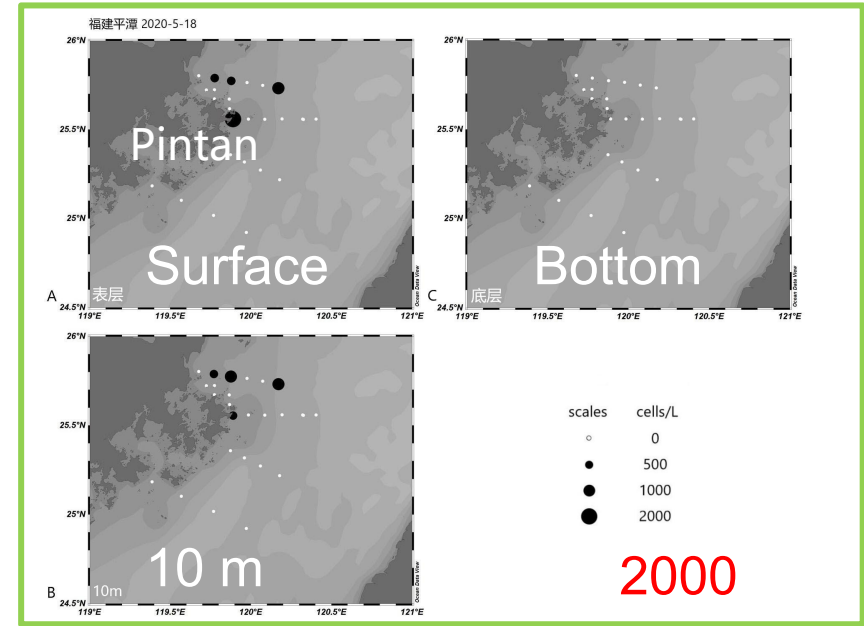 福建平潭 2020-5-18
26°N
25.5°N
25°N
24.5°N
119°E
119.5°E
120°E
120.5°E
121°E
Pintan
Surface
表层
A
Ocean Data View
26°N
25.5°N
25°N
24.5°N
119°E
119.5°E
120°E
120.5°E
121°E
Bottom
底层
C
Ocean Data View
26°N
25.5°N
25°N
24.5°N
119°E
119.5°E
120°E
120.5°E
121°E
10 m
10m
B
Ocean Data View
scales cells/L
0
500
1000
2000
2000